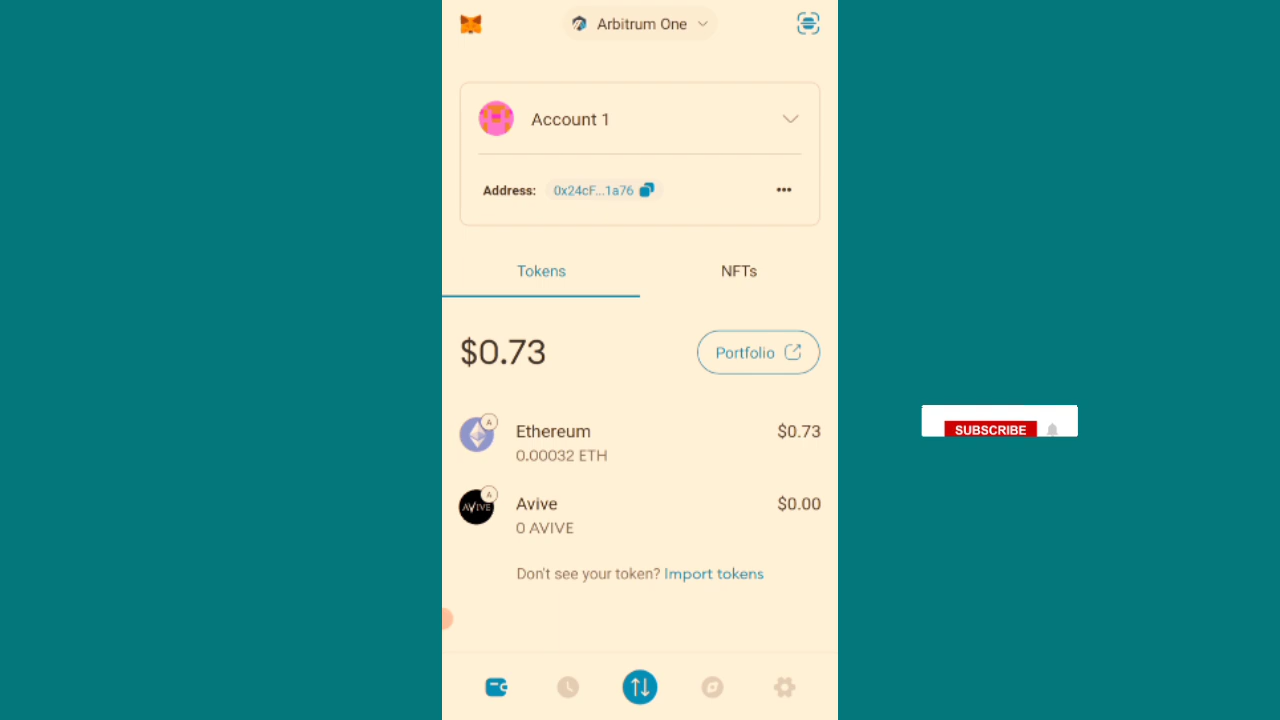 Arbitrum One
Account 1
Address: 0x24cF...1a76
Tokens NFTs
$0.73 Portfolio
A
Ethereum $0.73
0.00032 ETH
A
AVIVE
Avive $0.00
0 AVIVE
Don't see your token? Import tokens
SUBSCRIBE